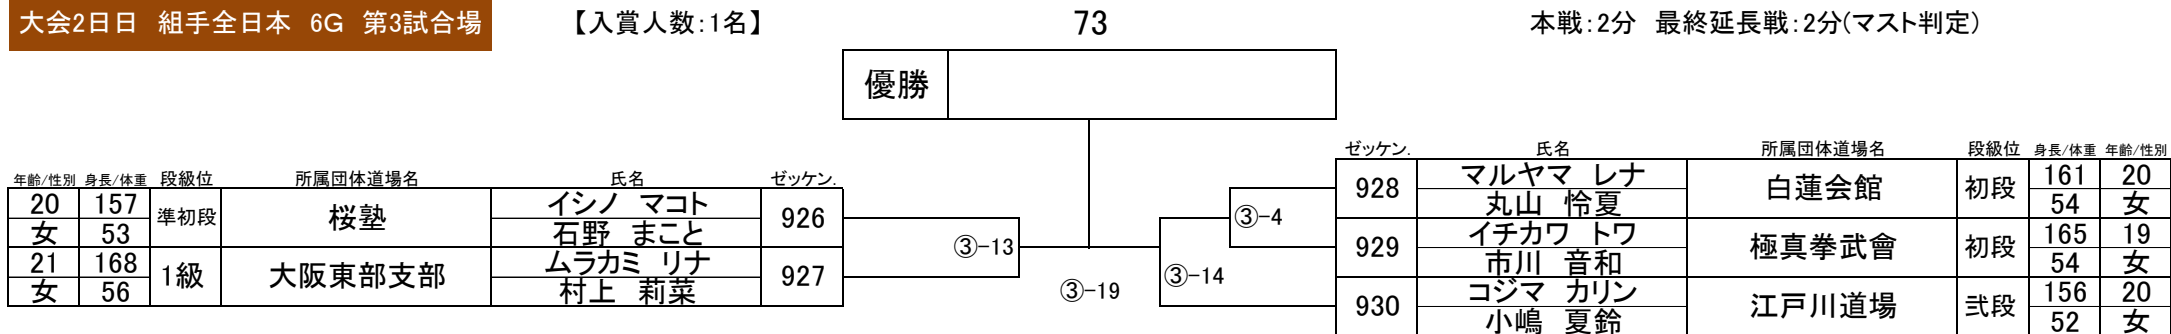 大会2日目 組手全日本 6G 第3試合場 【入賞人数:1名】 73 本戦:2分 最終延長戦:2分(マスト判定)
優勝
ゼッケン. 氏名 所属団体道場名 段級位 身長/体重 年齢/性別
928 マルヤマ レナ 白蓮会館 初段 161 20
丸山 怜夏 54 女
929 イチカワ トワ 極真拳武會 初段 165 19
市川 音和 54 女
930 コジマ カリン 江戸川道場 弐段 156 20
小嶋 夏鈴 52 女
年齢/性別 身長/体重 段級位 所属団体道場名 氏名 ゼッケン.
20 157 準初段 桜塾 イシノ マコト 926
女 53 石野 まこと
21 168 1級 大阪東部支部 ムラカミ リナ 927
女 56 村上 莉菜
③-13
③-19
③-4
③-14